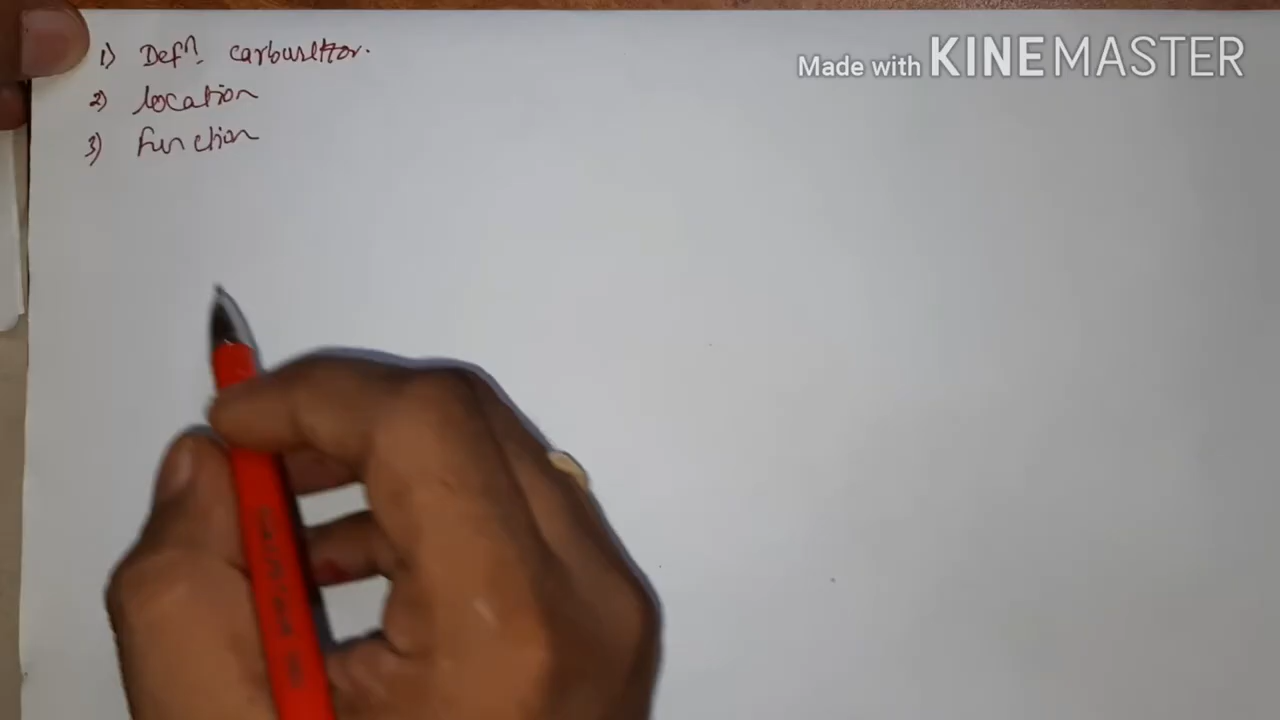 1) Defⁿ. carburettor.
2) location
3) Function
Made with KINEMASTER